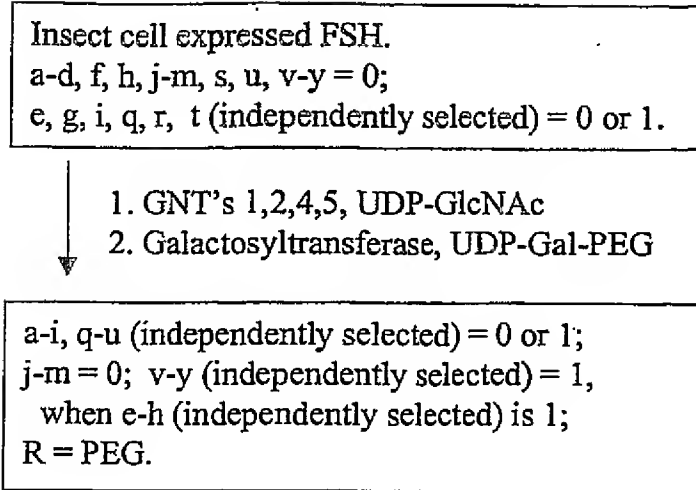 Insect cell expressed FSH.
a-d, f, h, j-m, s, u, v-y = 0;
e, g, i, q, r, t (independently selected) = 0 or 1.
1. GNT's 1,2,4,5, UDP-GlcNAc
2. Galactosyltransferase, UDP-Gal-PEG
a-i, q-u (independently selected) = 0 or 1;
j-m = 0; v-y (independently selected) = 1,
when e-h (independently selected) is 1;
R = PEG.